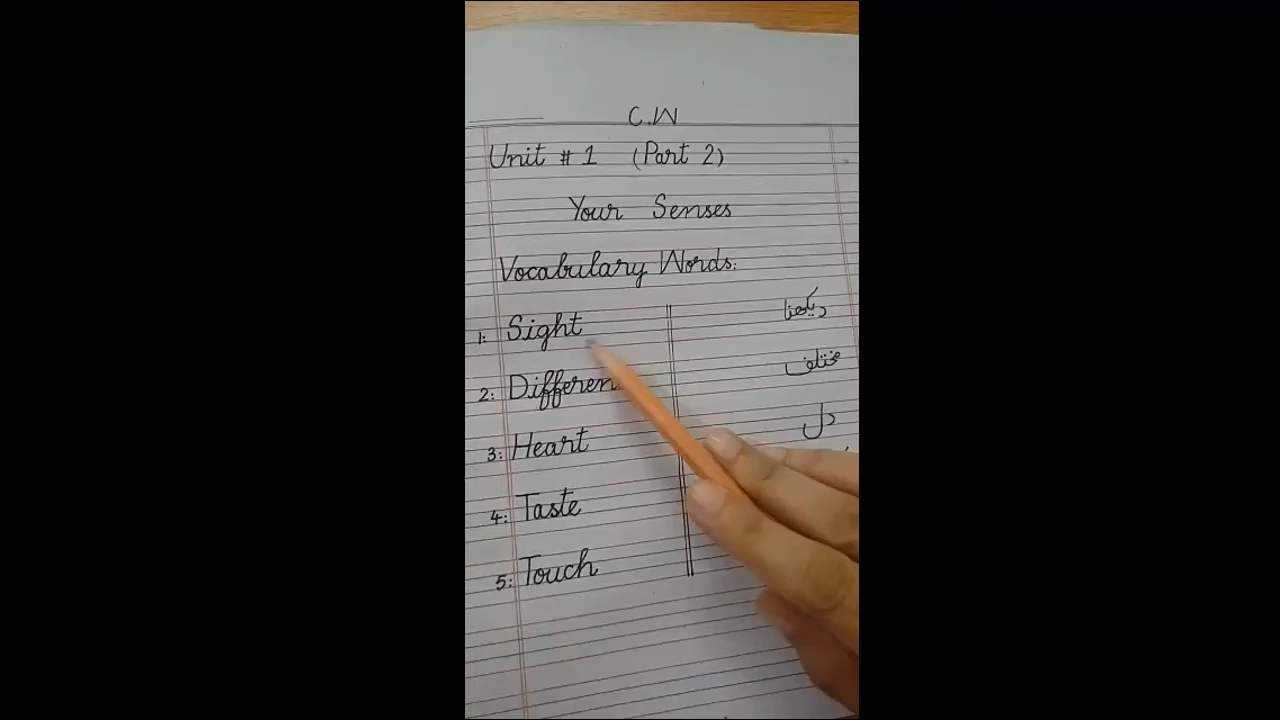 C.W
Unit # 1 (Part 2)
Your Senses
Vocabulary Words:
1: Sight دیکھنا
2: Different مختلف
3: Heart دل
4: Taste
5: Touch